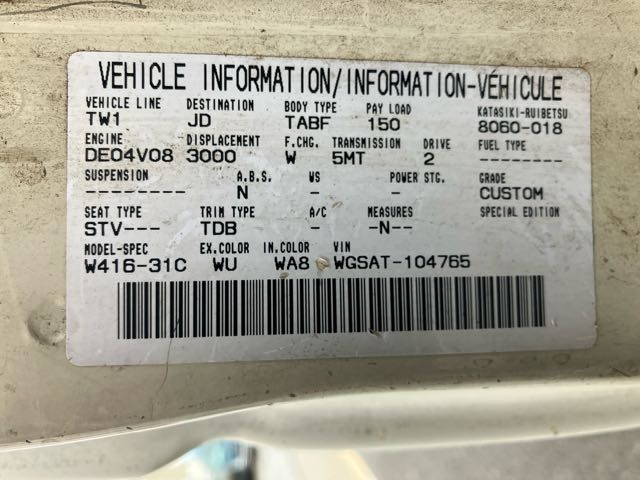 VEHICLE INFORMATION/INFORMATION-VÉHICULE
VEHICLE LINE DESTINATION BODY TYPE PAY LOAD KATASIKI-RUIBETSU
TW1 JD TABF 150 8060-018
ENGINE DISPLACEMENT F.CHG. TRANSMISSION DRIVE FUEL TYPE
DE04V08 3000 W 5MT 2 --------
SUSPENSION A.B.S. WS POWER STG. GRADE
-------- N - - CUSTOM
SEAT TYPE TRIM TYPE A/C MEASURES SPECIAL EDITION
STV--- TDB - -N--
MODEL-SPEC EX.COLOR IN.COLOR VIN
W416-31C WU WA8 WGSAT-104765